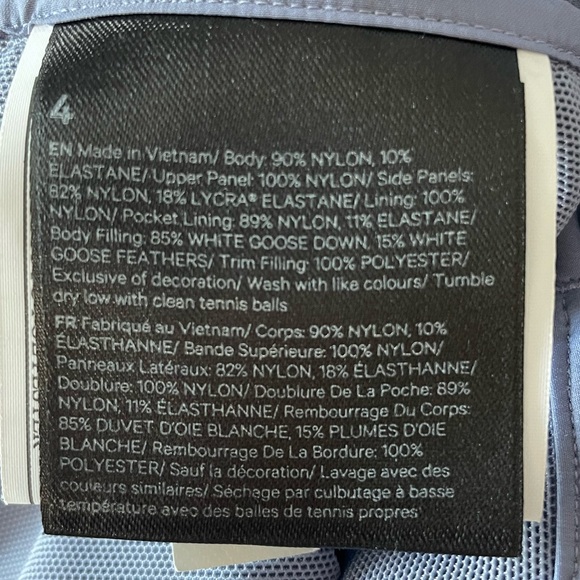 4
EN Made in Vietnam/ Body: 90% NYLON, 10%
ELASTANE/ Upper Panel: 100% NYLON/ Side Panels:
82% NYLON, 18% LYCRA® ELASTANE/ Lining: 100%
NYLON/ Pocket Lining: 89% NYLON, 11% ELASTANE/
Body Filling: 85% WHITE GOOSE DOWN, 15% WHITE
GOOSE FEATHERS/ Trim Filling: 100% POLYESTER/
Exclusive of decoration/ Wash with like colours/ Tumble
dry low with clean tennis balls
FR Fabriqué au Vietnam/ Corps: 90% NYLON, 10%
ÉLASTHANNE/ Bande Supérieure: 100% NYLON/
Panneaux Latéraux: 82% NYLON, 18% ÉLASTHANNE/
Doublure: 100% NYLON/ Doublure De La Poche: 89%
NYLON, 11% ÉLASTHANNE/ Rembourrage Du Corps:
85% DUVET D'OIE BLANCHE, 15% PLUMES D'OIE
BLANCHE/ Rembourrage De La Bordure: 100%
POLYESTER/ Sauf la décoration/ Lavage avec des
couleurs similaires/ Séchage par culbutage à basse
température avec des balles de tennis propres